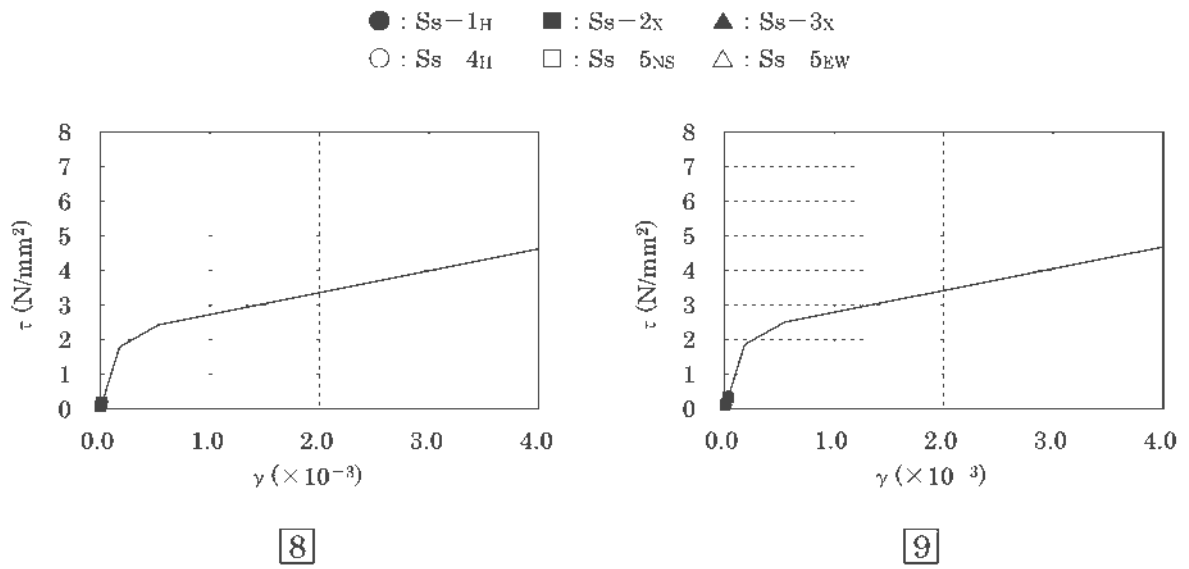 ● : Ss－1H ■ : Ss－2X ▲ : Ss－3X
○ : Ss 4H □ : Ss 5NS △ : Ss 5EW
8
7
6
5
4
3
2
1
0
τ (N/mm²)
0.0 1.0 2.0 3.0 4.0
γ (×10⁻³)
8
8
7
6
5
4
3
2
1
0
τ (N/mm²)
0.0 1.0 2.0 3.0 4.0
γ (×10 ³)
9